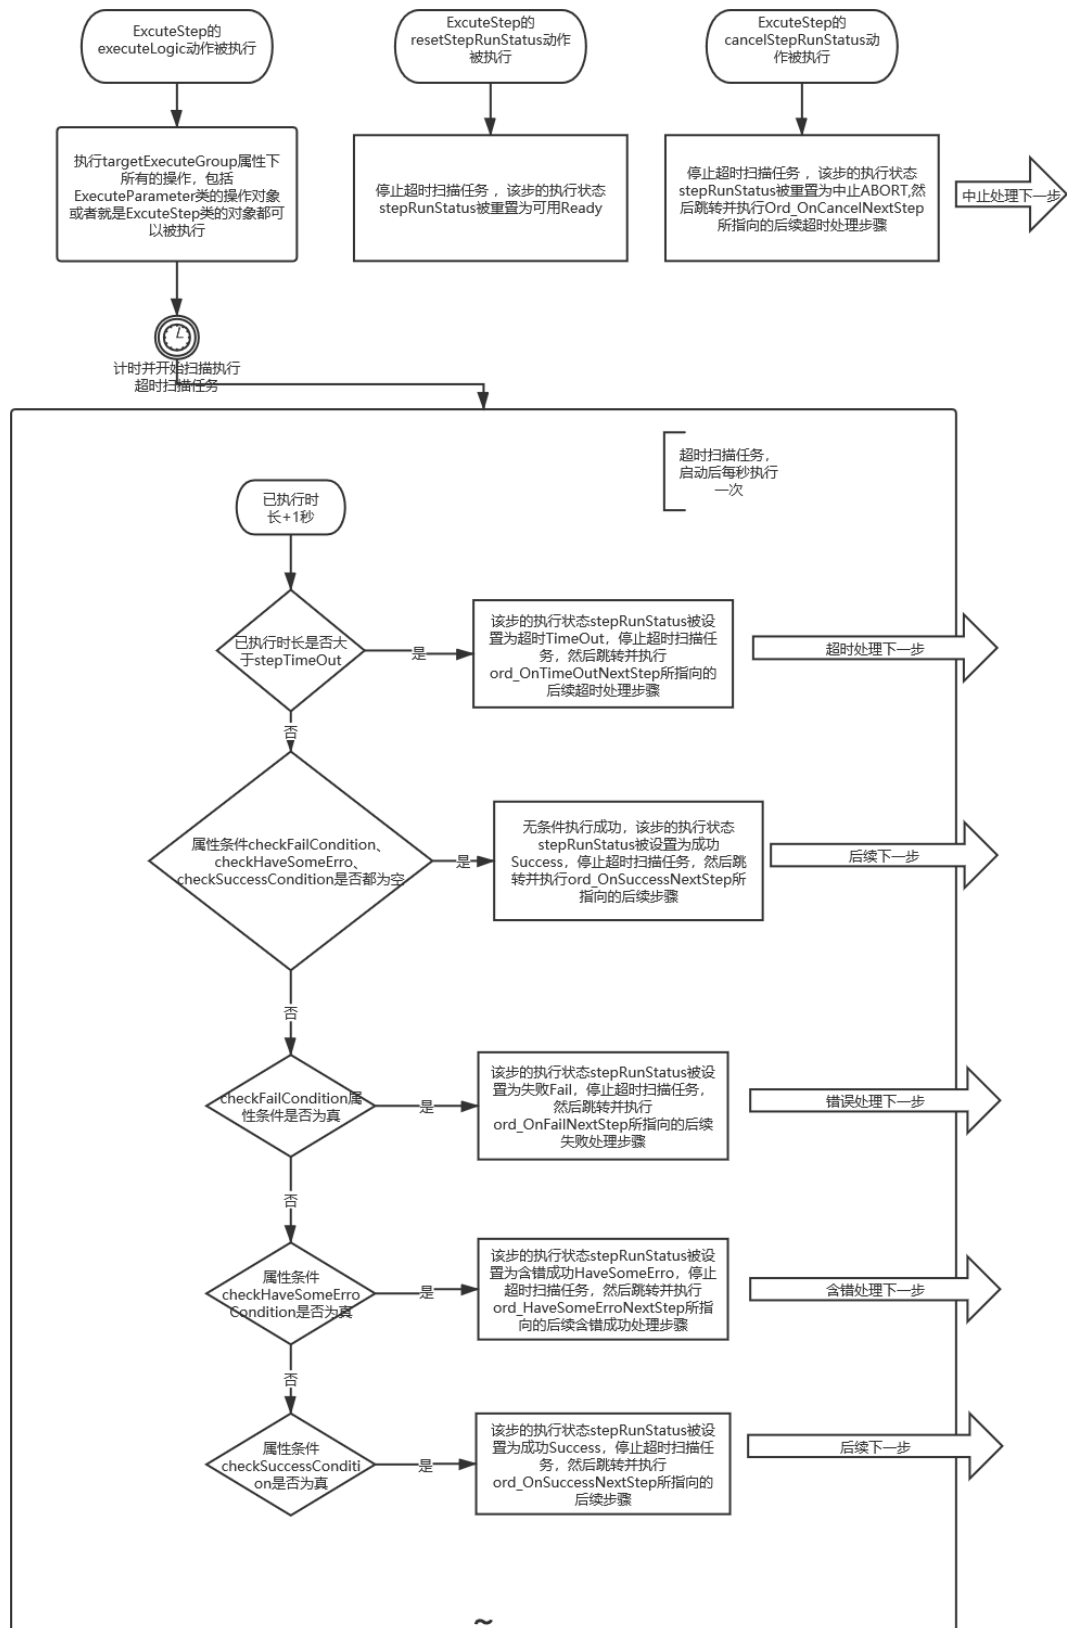 ExcuteStep的
executeLogic动作被执行
ExcuteStep的
resetStepRunStatus动作
被执行
ExcuteStep的
cancelStepRunStatus动
作被执行
执行targetExecuteGroup属性下
所有的操作，包括
ExecuteParameter类的操作对象
或者就是ExcuteStep类的对象都可
以被执行
停止超时扫描任务 ，该步的执行状态
stepRunStatus被重置为可用Ready
停止超时扫描任务 ，该步的执行状态
stepRunStatus被重置为中止ABORT,然
后跳转并执行Ord_OnCancelNextStep
所指向的后续超时处理步骤
中止处理下一步
计时并开始扫描执行
超时扫描任务
超时扫描任务，
启动后每秒执行
一次
已执行时
长+1秒
已执行时长是否大
于stepTimeOut
是
该步的执行状态stepRunStatus被设
置为超时TimeOut，停止超时扫描任
务，然后跳转并执行
ord_OnTimeOutNextStep所指向的
后续超时处理步骤
超时处理下一步
否
属性条件checkFailCondition、
checkHaveSomeErro、
checkSuccessCondition是否都为空
是
无条件执行成功，该步的执行状态
stepRunStatus被设置为成功
Success，停止超时扫描任务，然后跳
转并执行ord_OnSuccessNextStep所
指向的后续步骤
后续下一步
否
checkFailCondition属
性条件是否为真
是
该步的执行状态stepRunStatus被设
置为失败Fail，停止超时扫描任务，
然后跳转并执行
ord_OnFailNextStep所指向的后续
失败处理步骤
错误处理下一步
否
属性条件
checkHaveSomeErro
Condition是否为真
是
该步的执行状态stepRunStatus被设
置为含错成功HaveSomeErro，停止
超时扫描任务，然后跳转并执行
ord_HaveSomeErroNextStep所指
向的后续含错成功处理步骤
含错处理下一步
否
属性条件
checkSuccessConditi
on是否为真
是
该步的执行状态stepRunStatus被设
置为成功Success，停止超时扫描任
务，然后跳转并执行
ord_OnSuccessNextStep所指向的
后续步骤
后续下一步
~